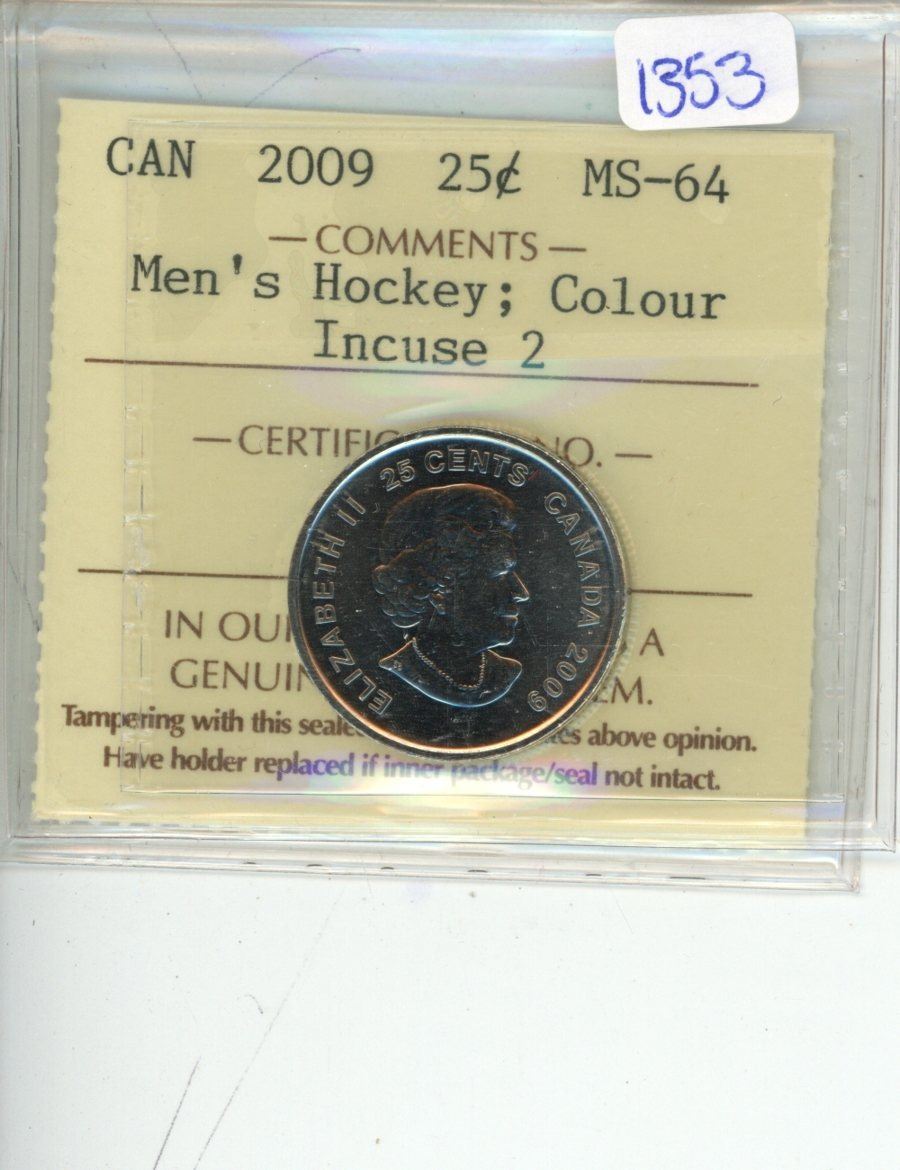 1353
CAN 2009 25¢ MS-64
— COMMENTS —
Men's Hockey; Colour
Incuse 2
— CERTIFIC NO. —
ELIZABETH II 25 CENTS CANADA · 2009
IN OU A
GENUIN EM.
Tampering with this seale es above opinion.
Have holder replaced if inner package/seal not intact.